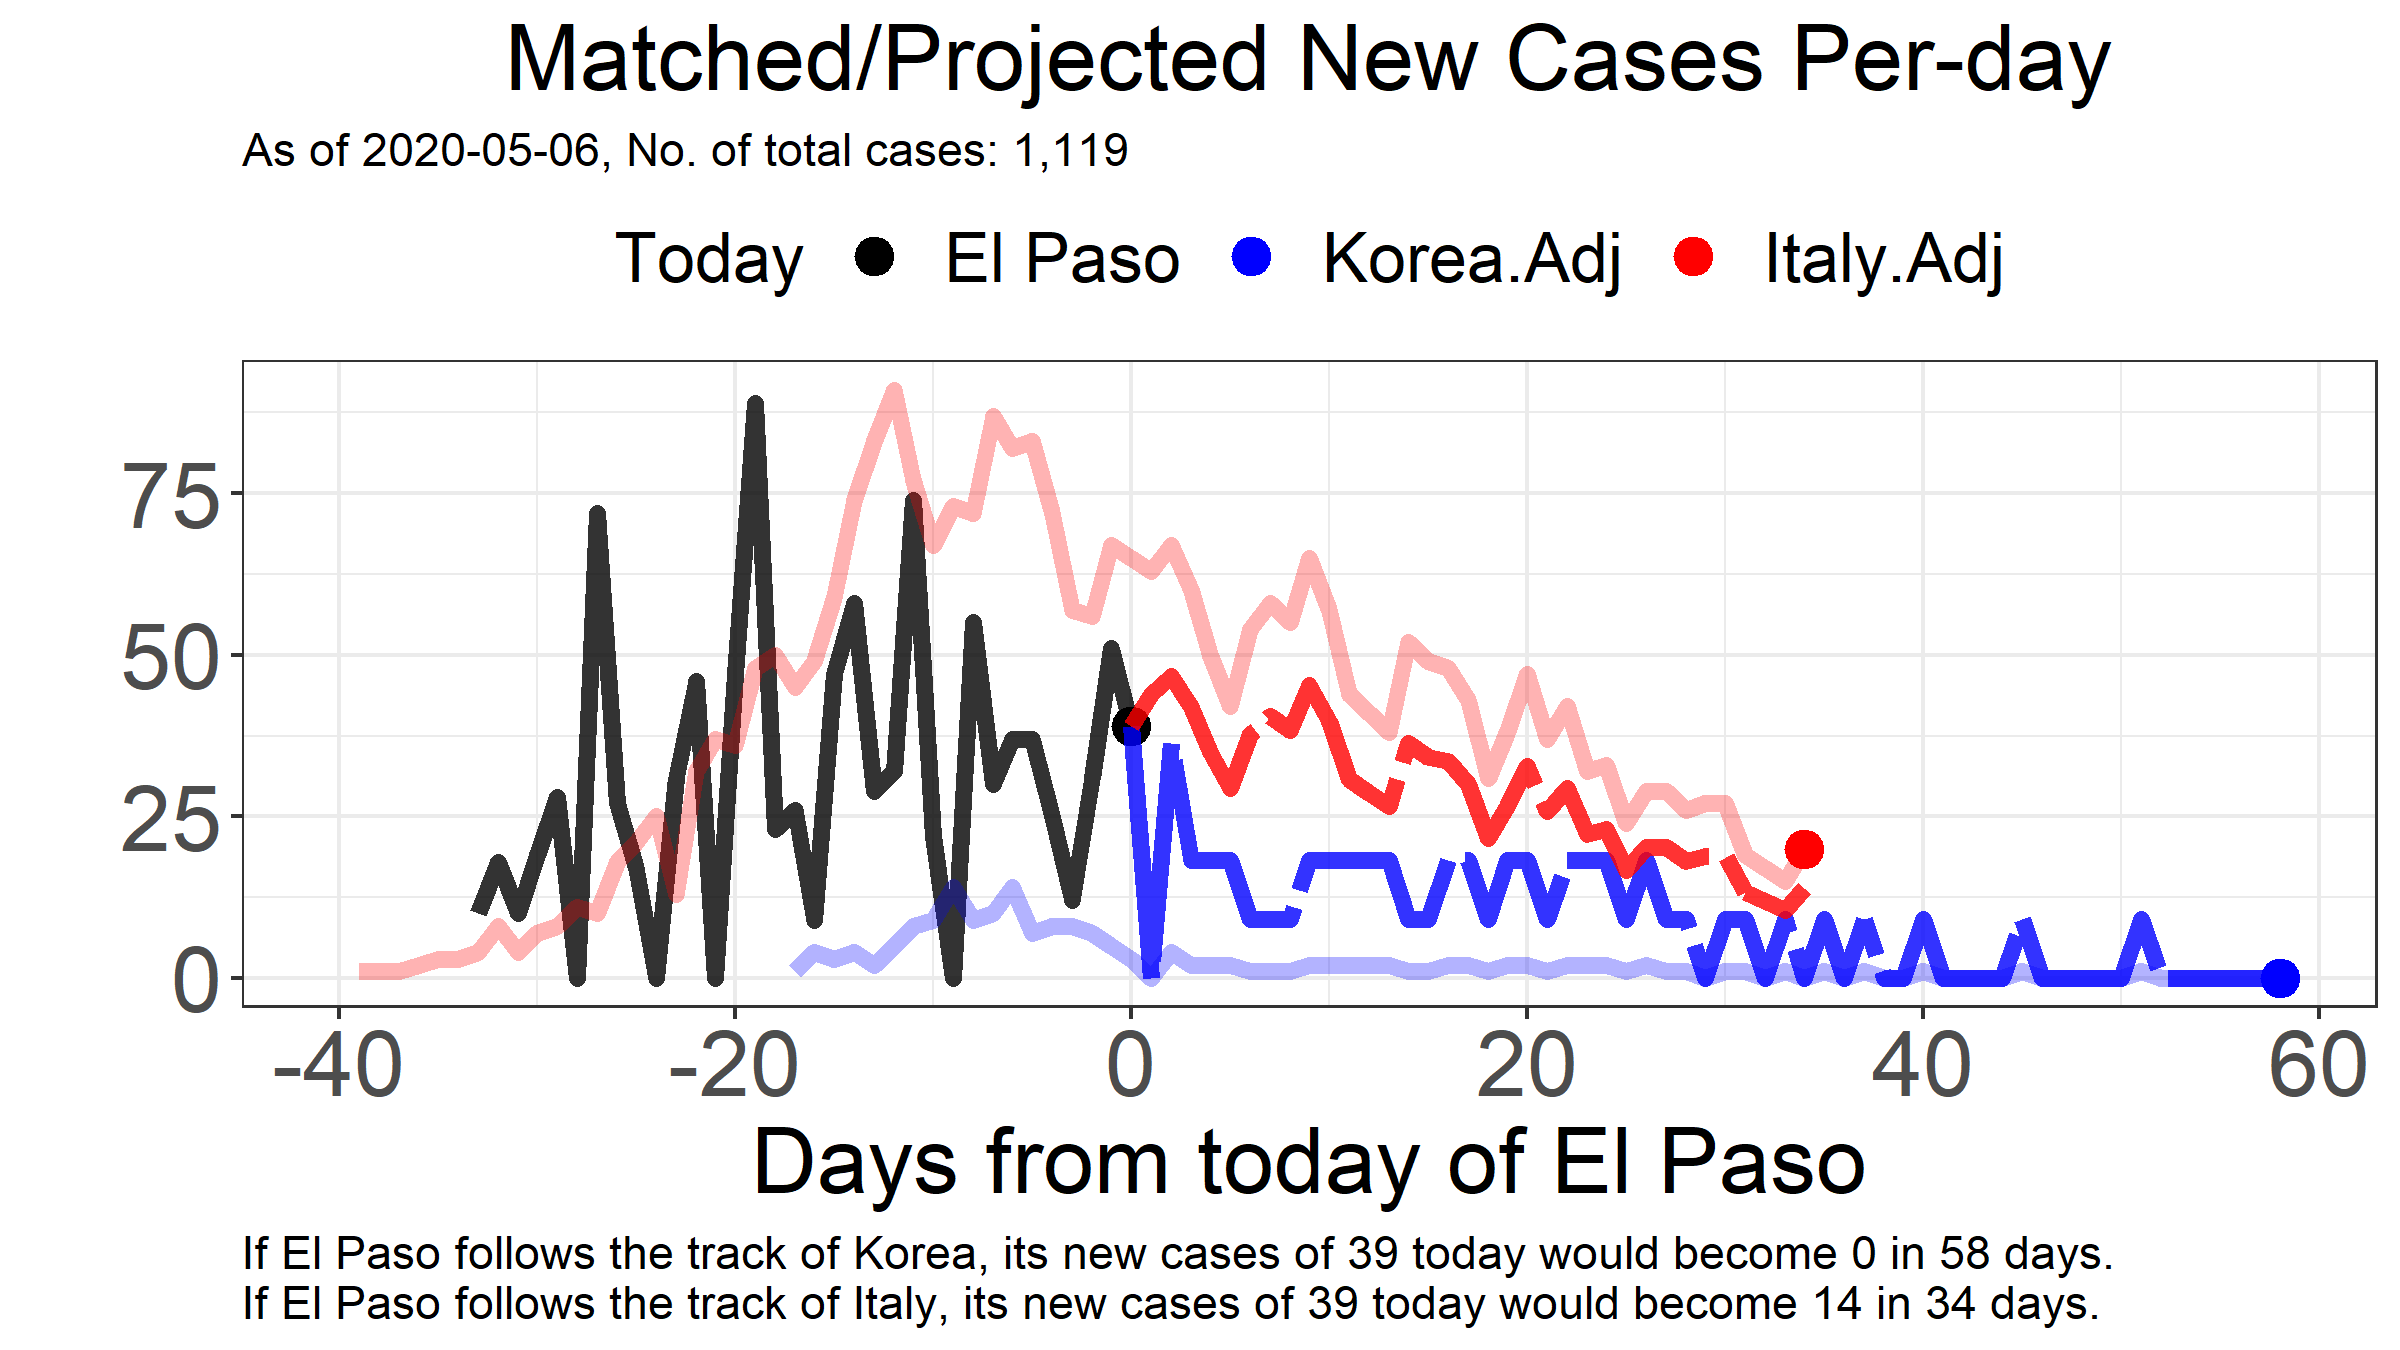 Matched/Projected New Cases Per-day
As of 2020-05-06, No. of total cases: 1,119
Today El Paso Korea.Adj Italy.Adj
75
50
25
0
-40 -20 0 20 40 60
Days from today of El Paso
If El Paso follows the track of Korea, its new cases of 39 today would become 0 in 58 days.
If El Paso follows the track of Italy, its new cases of 39 today would become 14 in 34 days.